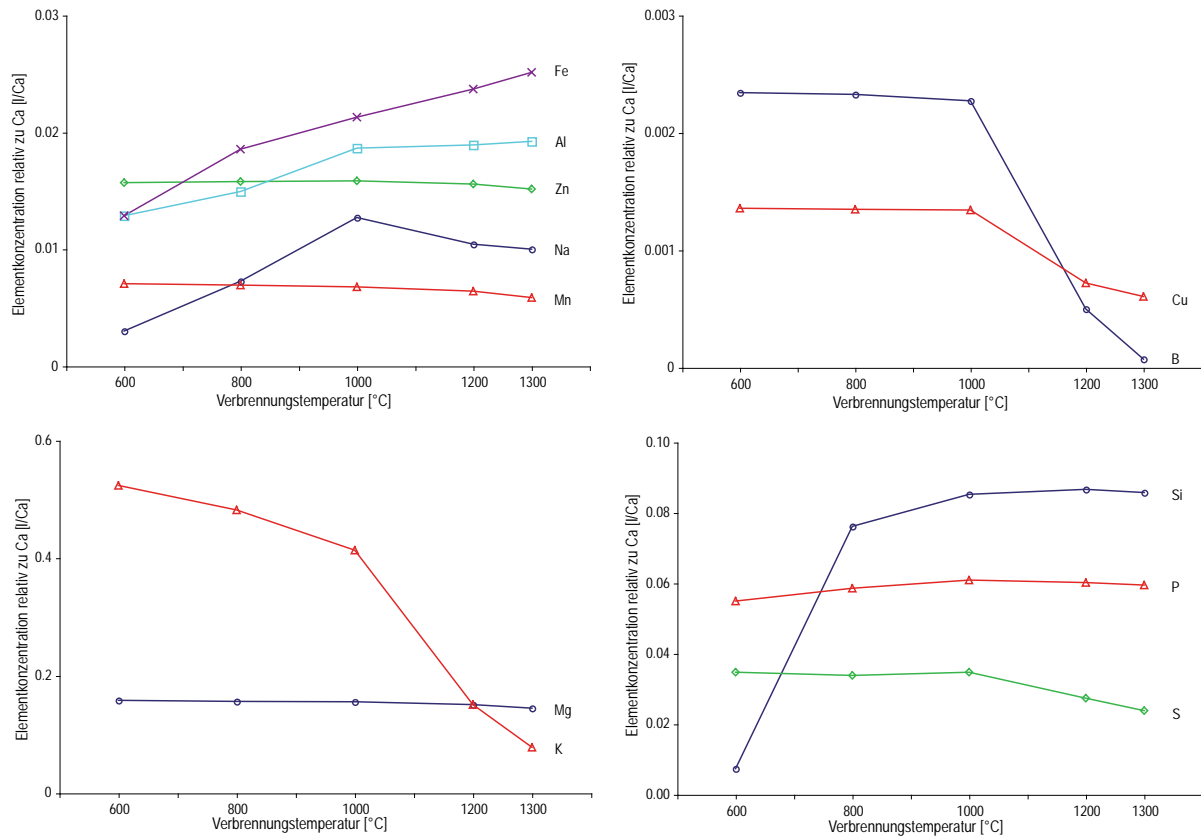 Elementkonzentration relativ zu Ca [I/Ca]
0.03
0.02
0.01
0
Fe
Al
Zn
Na
Mn
600
800
1000
1200
1300
Verbrennungstemperatur [°C]
Elementkonzentration relativ zu Ca [I/Ca]
0.003
0.002
0.001
0
Cu
B
600
800
1000
1200
1300
Verbrennungstemperatur [°C]
Elementkonzentration relativ zu Ca [I/Ca]
0.6
0.4
0.2
0
Mg
K
600
800
1000
1200
1300
Verbrennungstemperatur [°C]
Elementkonzentration relativ zu Ca [I/Ca]
0.10
0.08
0.06
0.04
0.02
0.00
Si
P
S
600
800
1000
1200
1300
Verbrennungstemperatur [°C]